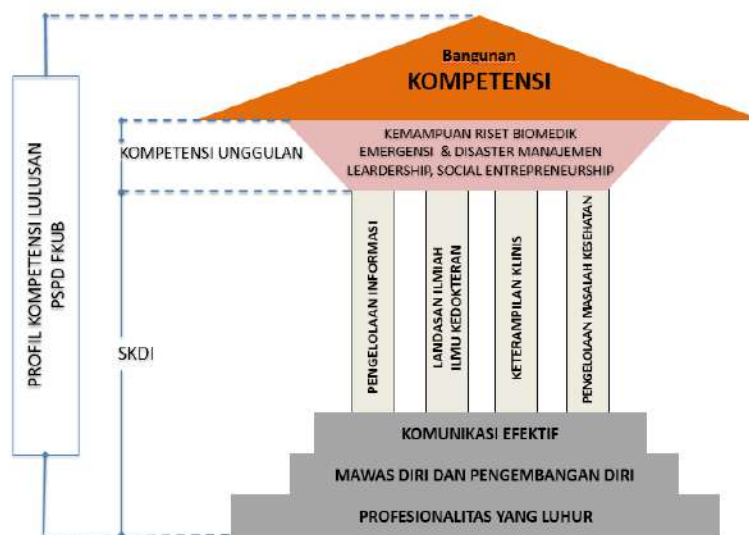 Bangunan
KOMPETENSI
KEMAMPUAN RISET BIOMEDIK
EMERGENSI & DISASTER MANAJEMEN
LEARDERSHIP, SOCIAL ENTREPRENEURSHIP
KOMPETENSI UNGGULAN
PROFIL KOMPETENSI LULUSAN
PSPD FKUB
SKDI
PENGELOLAAN INFORMASI
LANDASAN ILMIAH
ILMU KEDOKTERAN
KETERAMPILAN KLINIS
PENGELOLAAN MASALAH KESEHATAN
KOMUNIKASI EFEKTIF
MAWAS DIRI DAN PENGEMBANGAN DIRI
PROFESIONALITAS YANG LUHUR